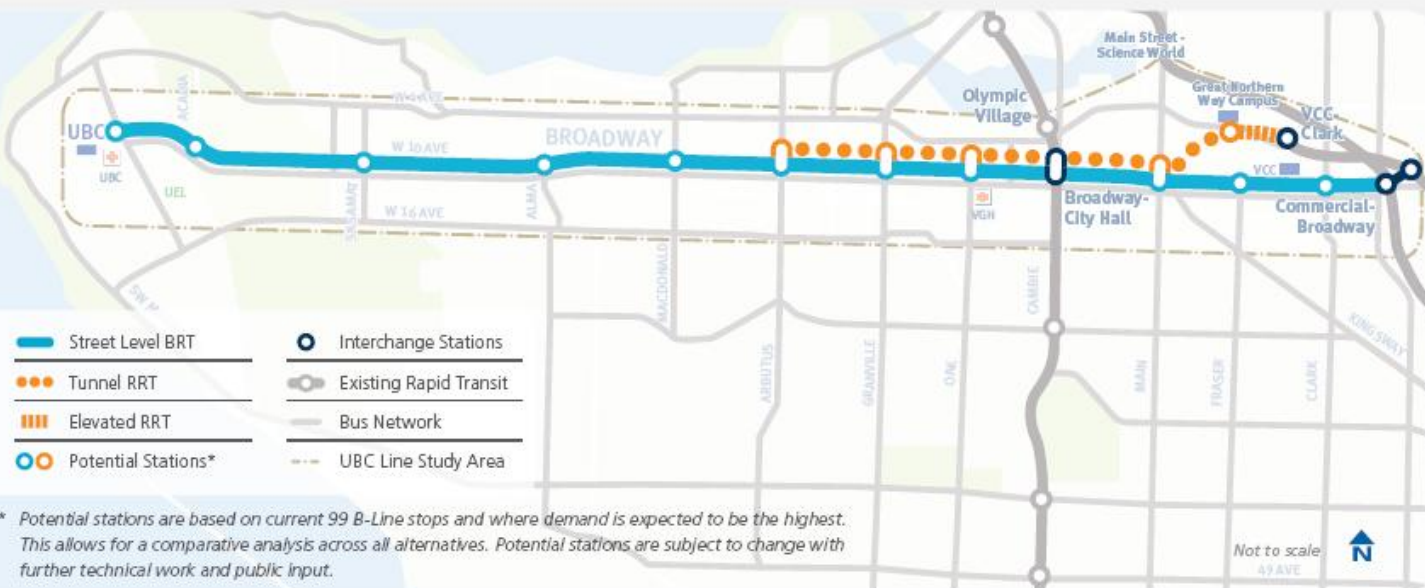 Main Street-
Science World
Great Northern
Way Campus
VCC-
Clark
Olympic
Village
ACADIA
W 4 AVE
UBC
BROADWAY
W 10 AVE
UBC
UEL
VCC
SASAMAT
ALMA
W 16 AVE
VGH
Broadway-
City Hall
Commercial-
Broadway
MACDONALD
CAMBIE
KINGSWAY
ARBUTUS
GRANVILLE
OAK
MAIN
FRASER
CLARK
SW M
Street Level BRT
Interchange Stations
Tunnel RRT
Existing Rapid Transit
Elevated RRT
Bus Network
Potential Stations*
UBC Line Study Area
* Potential stations are based on current 99 B-Line stops and where demand is expected to be the highest.
This allows for a comparative analysis across all alternatives. Potential stations are subject to change with
further technical work and public input.
Not to scale
N
49 AVE